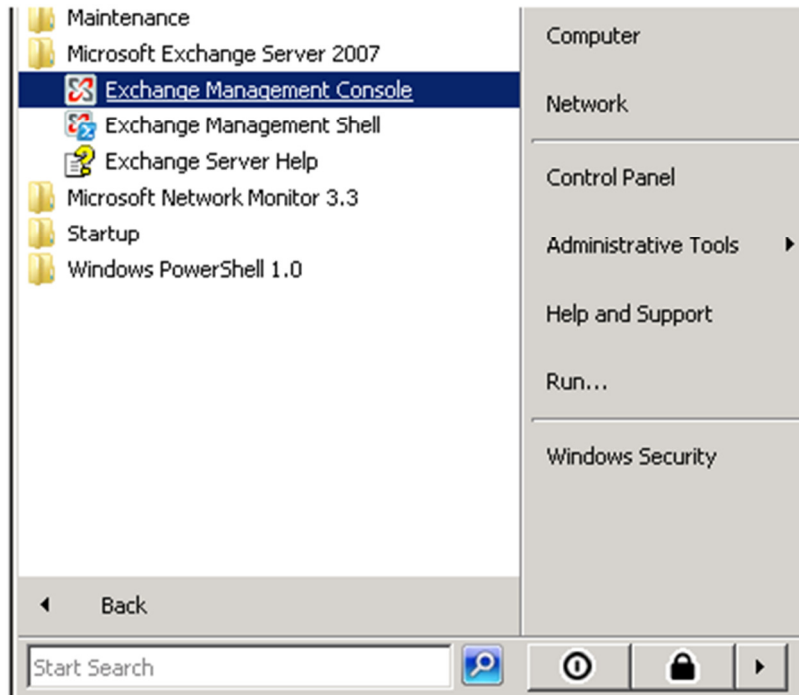 Maintenance
Microsoft Exchange Server 2007
Exchange Management Console
Exchange Management Shell
Exchange Server Help
Microsoft Network Monitor 3.3
Startup
Windows PowerShell 1.0
Back
Start Search
Computer
Network
Control Panel
Administrative Tools
Help and Support
Run...
Windows Security